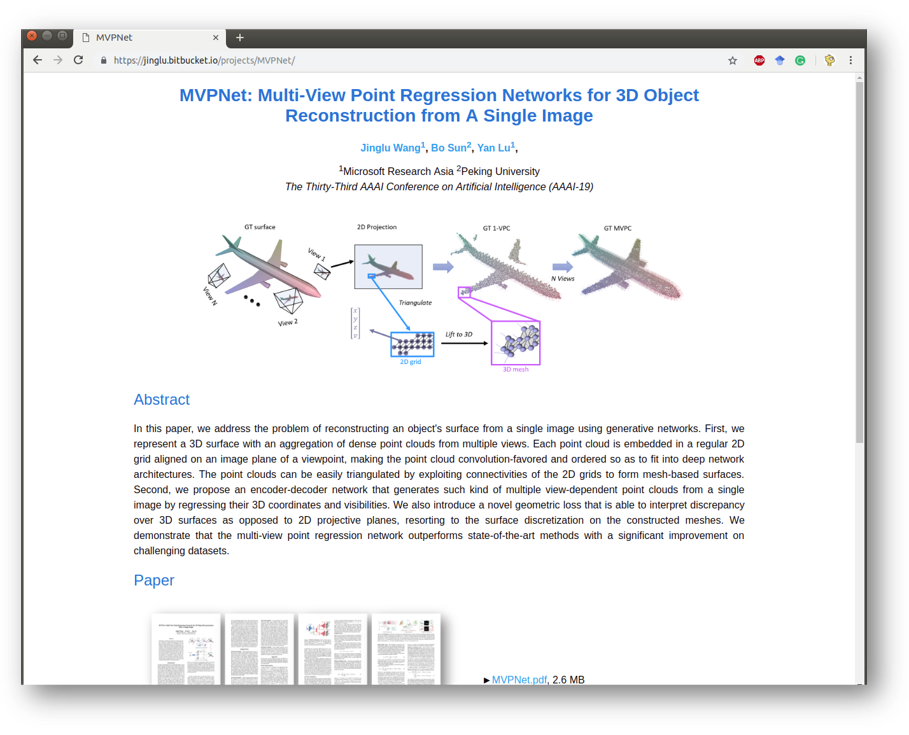 MVPNet
https://jinglu.bitbucket.io/projects/MVPNet/
ABP
MVPNet: Multi-View Point Regression Networks for 3D Object
Reconstruction from A Single Image
Jinglu Wang1, Bo Sun2, Yan Lu1,
1Microsoft Research Asia 2Peking University
The Thirty-Third AAAI Conference on Artificial Intelligence (AAAI-19)
GT surface
2D Projection
GT 1-VPC
GT MVPC
View 1
View N
View 2
N Views
Triangulate
x
y
z
v
Lift to 3D
2D grid
3D mesh
Abstract
In this paper, we address the problem of reconstructing an object's surface from a single image using generative networks. First, we
represent a 3D surface with an aggregation of dense point clouds from multiple views. Each point cloud is embedded in a regular 2D
grid aligned on an image plane of a viewpoint, making the point cloud convolution-favored and ordered so as to fit into deep network
architectures. The point clouds can be easily triangulated by exploiting connectivities of the 2D grids to form mesh-based surfaces.
Second, we propose an encoder-decoder network that generates such kind of multiple view-dependent point clouds from a single
image by regressing their 3D coordinates and visibilities. We also introduce a novel geometric loss that is able to interpret discrepancy
over 3D surfaces as opposed to 2D projective planes, resorting to the surface discretization on the constructed meshes. We
demonstrate that the multi-view point regression network outperforms state-of-the-art methods with a significant improvement on
challenging datasets.
Paper
►MVPNet.pdf, 2.6 MB